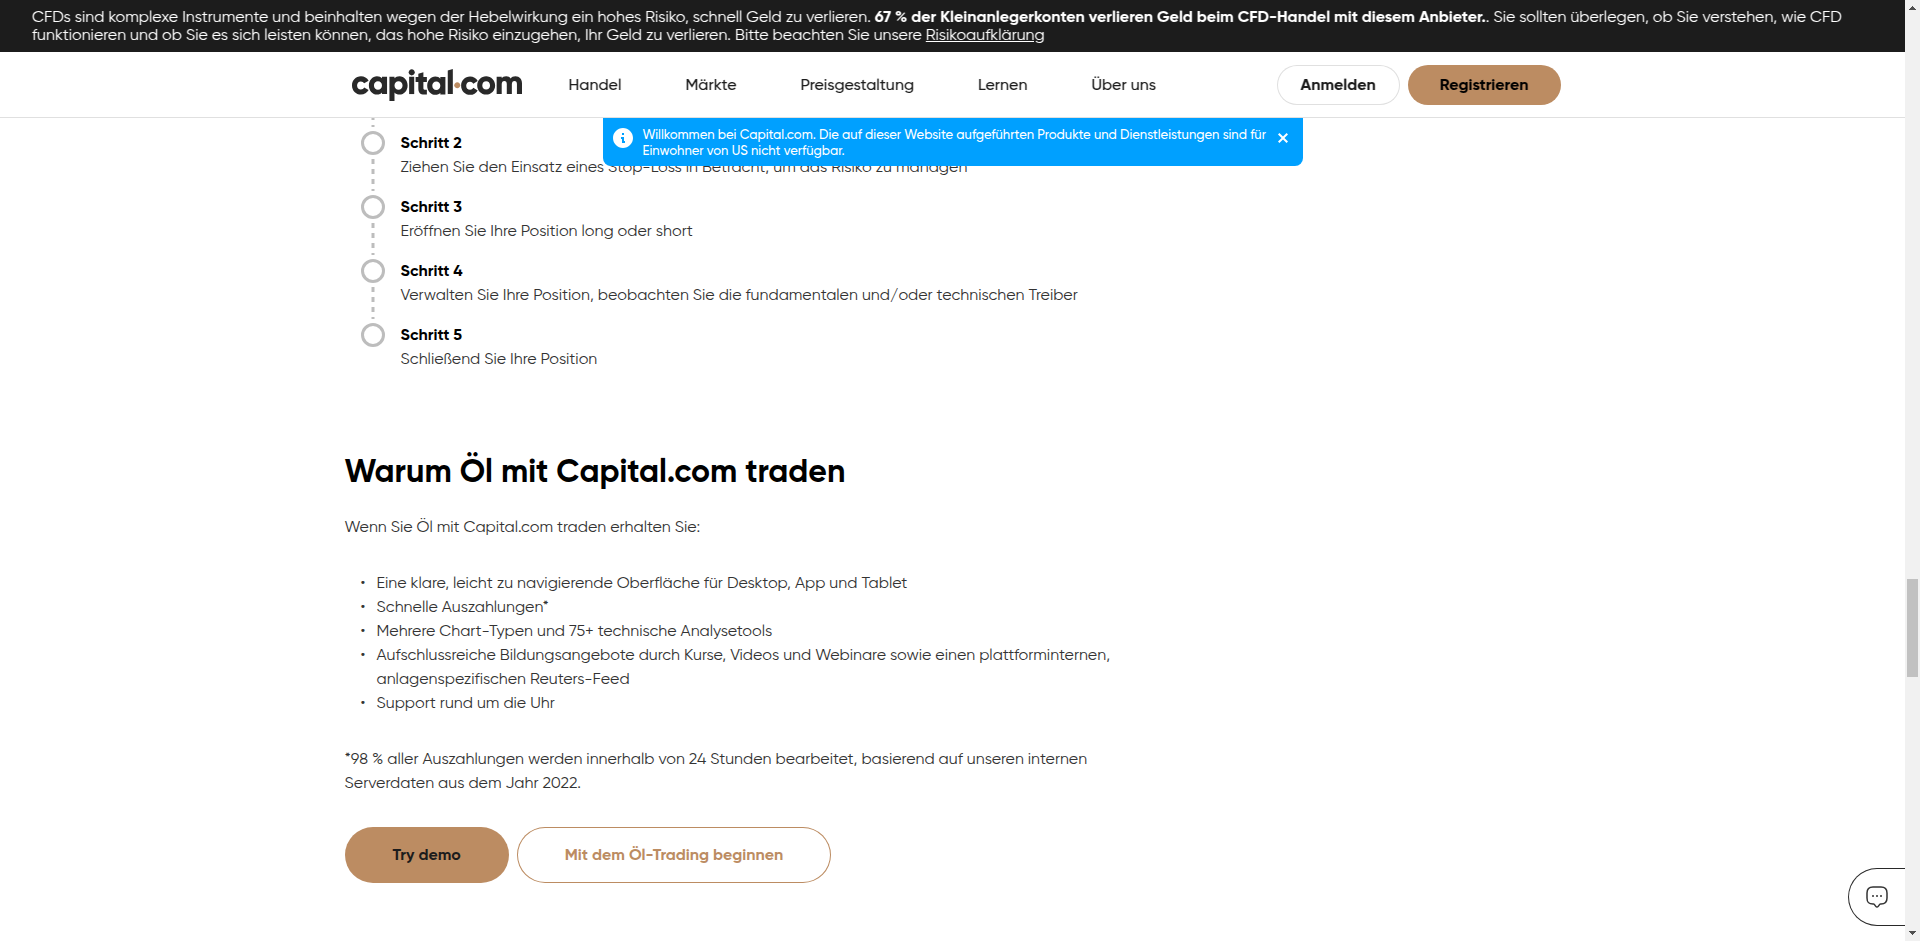 CFDs sind komplexe Instrumente und beinhalten wegen der Hebelwirkung ein hohes Risiko, schnell Geld zu verlieren. 67 % der Kleinanlegerkonten verlieren Geld beim CFD-Handel mit diesem Anbieter.. Sie sollten überlegen, ob Sie verstehen, wie CFD
funktionieren und ob Sie es sich leisten können, das hohe Risiko einzugehen, Ihr Geld zu verlieren. Bitte beachten Sie unsere Risikoaufklärung
capital.com Handel Märkte Preisgestaltung Lernen Über uns Anmelden Registrieren
Willkommen bei Capital.com. Die auf dieser Website aufgeführten Produkte und Dienstleistungen sind für
Einwohner von US nicht verfügbar.
Schritt 2
Ziehen Sie den Einsatz eines Stop-Loss in Betracht, um das Risiko zu managen
Schritt 3
Eröffnen Sie Ihre Position long oder short
Schritt 4
Verwalten Sie Ihre Position, beobachten Sie die fundamentalen und/oder technischen Treiber
Schritt 5
Schließend Sie Ihre Position
Warum Öl mit Capital.com traden
Wenn Sie Öl mit Capital.com traden erhalten Sie:
• Eine klare, leicht zu navigierende Oberfläche für Desktop, App und Tablet
• Schnelle Auszahlungen*
• Mehrere Chart-Typen und 75+ technische Analysetools
• Aufschlussreiche Bildungsangebote durch Kurse, Videos und Webinare sowie einen plattforminternen,
anlagenspezifischen Reuters-Feed
• Support rund um die Uhr
*98 % aller Auszahlungen werden innerhalb von 24 Stunden bearbeitet, basierend auf unseren internen
Serverdaten aus dem Jahr 2022.
Try demo Mit dem Öl-Trading beginnen